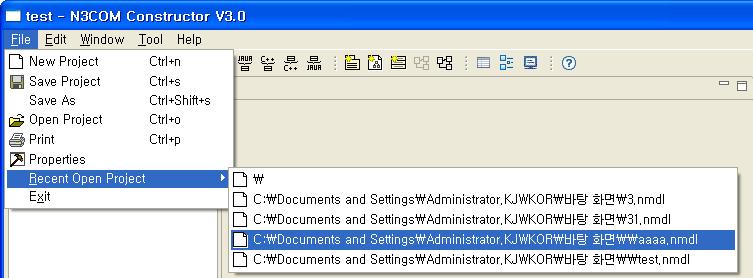 test - N3COM Constructor V3.0
File Edit Window Tool Help
New Project Ctrl+n
Save Project Ctrl+s
Save As Ctrl+Shift+s
Open Project Ctrl+o
Print Ctrl+p
Properties
Recent Open Project
Exit
JAVA C++ C++ JAVA
₩
C:₩Documents and Settings₩Administrator.KJWKOR₩바탕 화면₩3.nmdl
C:₩Documents and Settings₩Administrator.KJWKOR₩바탕 화면₩31.nmdl
C:₩Documents and Settings₩Administrator.KJWKOR₩바탕 화면₩₩aaaa.nmdl
C:₩Documents and Settings₩Administrator.KJWKOR₩바탕 화면₩₩test.nmdl